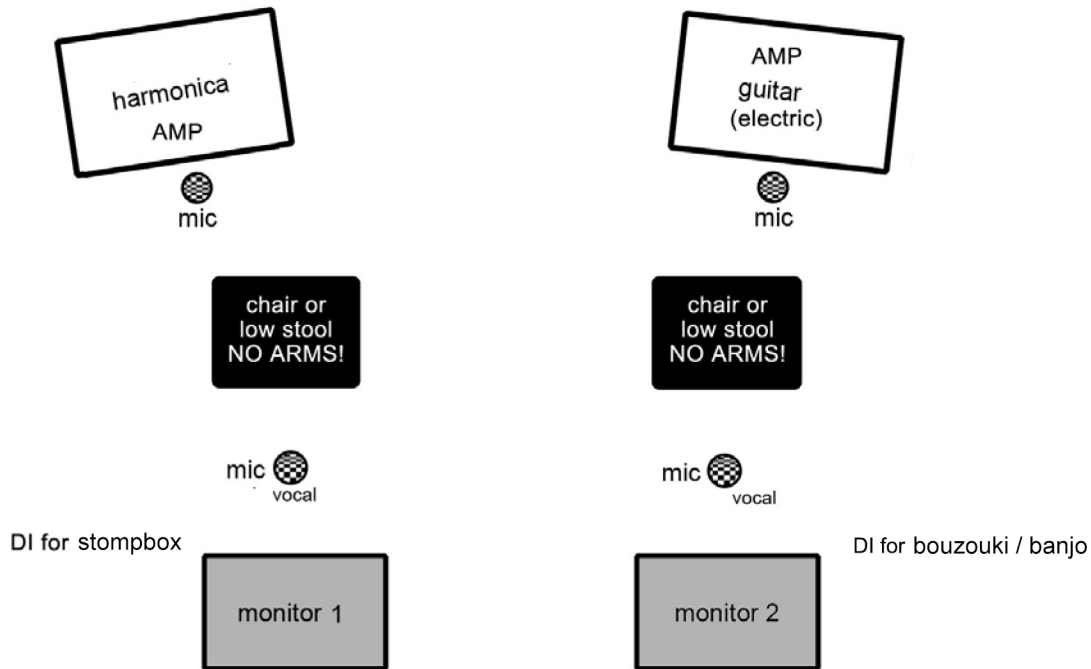 harmonica
AMP
AMP
guitar
(electric)
mic
mic
chair or
low stool
NO ARMS!
chair or
low stool
NO ARMS!
mic
vocal
mic
vocal
DI for stompbox
DI for bouzouki / banjo
monitor 1
monitor 2